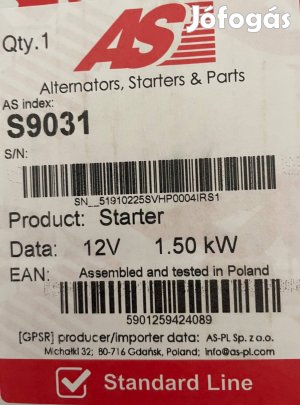 Jófogás
Qty.1
AS
Alternators, Starters & Parts
AS index:
S9031
S/N:
SN__51910225SVHP0004IRS1
Product: Starter
Data: 12V 1.50 kW
EAN: Assembled and tested in Poland
5901259424089
[GPSR] producer/importer data: AS-PL Sp. z o.o.
Michałki 32; 80-716 Gdańsk, Poland; info@as-pl.com
Standard Line